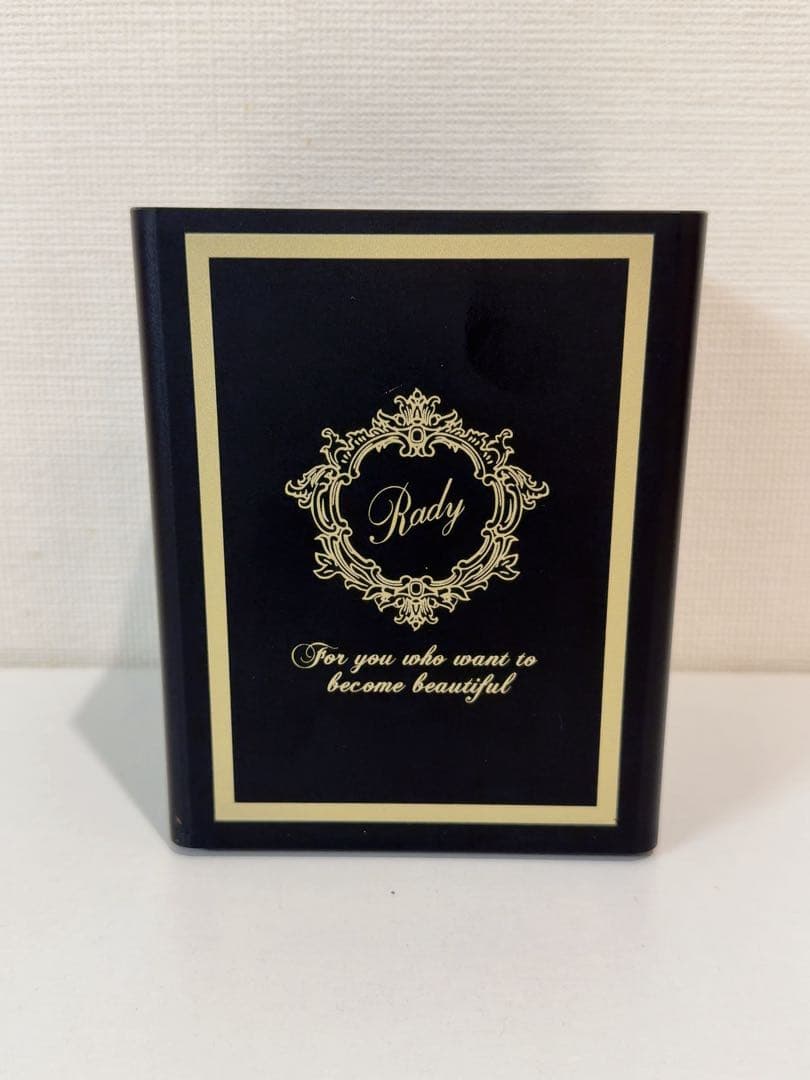 Rady
For you who want to
become beautiful